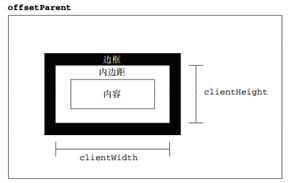 offsetParent
边框
内边距
内容
clientHeight
clientWidth